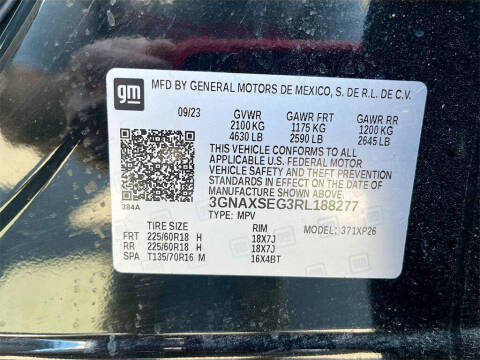 gm
MFD BY GENERAL MOTORS DE MEXICO, S. DE R.L. DE C.V.
09/23 GVWR GAWR FRT GAWR RR
2100 KG 1175 KG 1200 KG
4630 LB 2590 LB 2645 LB
THIS VEHICLE CONFORMS TO ALL
APPLICABLE U.S. FEDERAL MOTOR
VEHICLE SAFETY AND THEFT PREVENTION
STANDARDS IN EFFECT ON THE DATE OF
MANUFACTURE SHOWN ABOVE.
384A 3GNAXSEG3RL188277
TYPE: MPV MODEL: 371XP26
TIRE SIZE RIM
FRT 225/60R18 H 18X7J
RR 225/60R18 H 18X7J
SPA T135/70R16 M 16X4BT